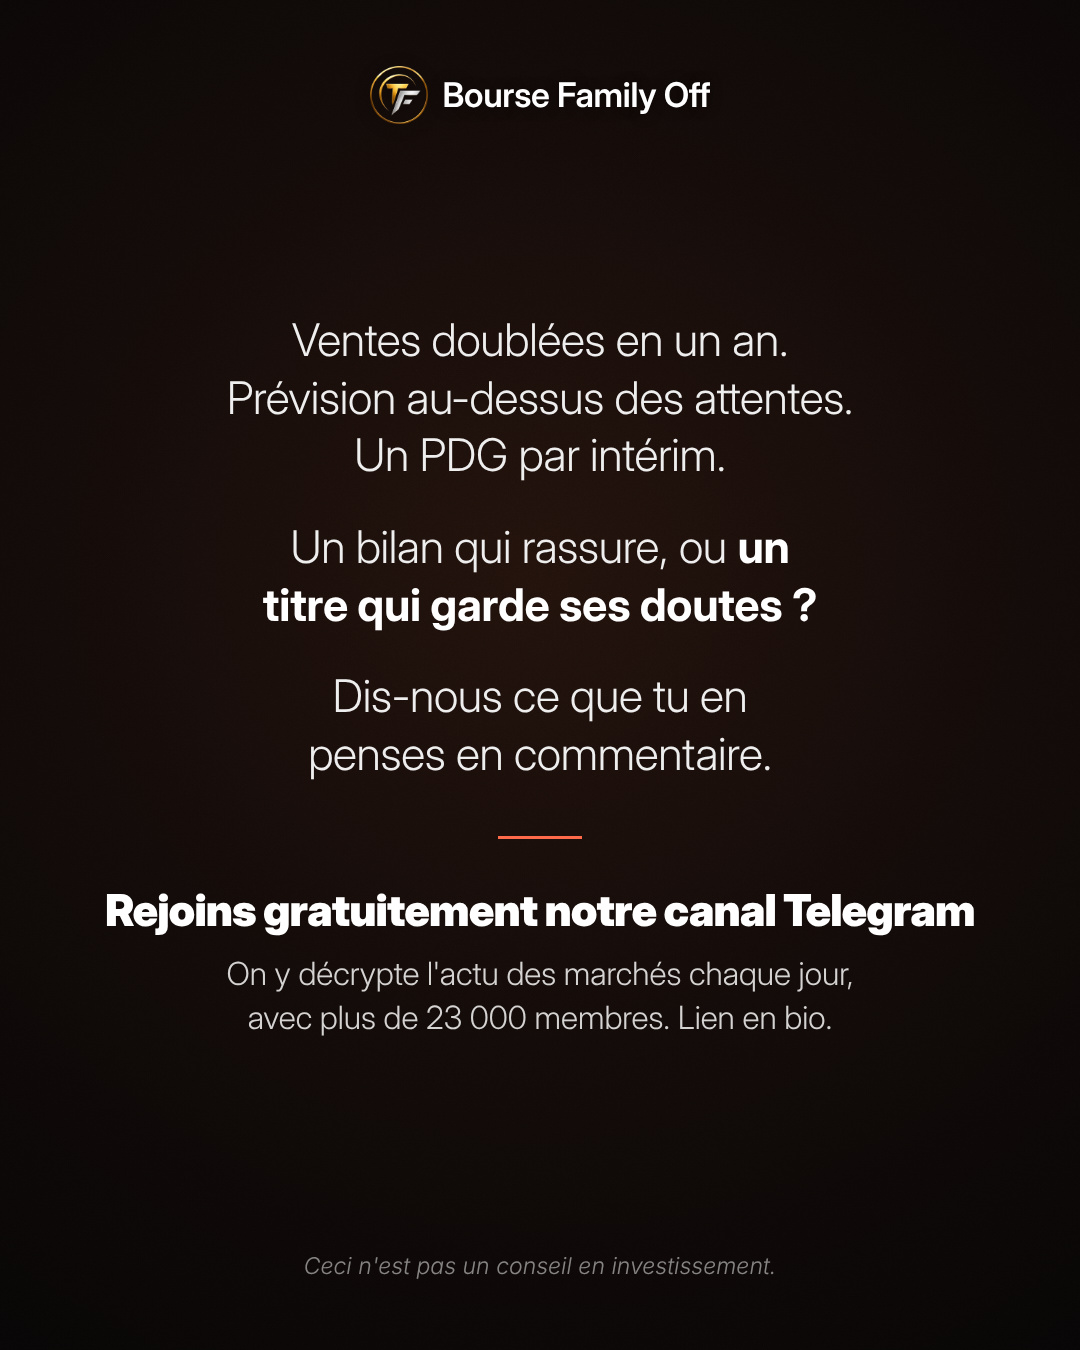 TF Bourse Family Off
Ventes doublées en un an.
Prévision au-dessus des attentes.
Un PDG par intérim.
Un bilan qui rassure, ou un
titre qui garde ses doutes ?
Dis-nous ce que tu en
penses en commentaire.
Rejoins gratuitement notre canal Telegram
On y décrypte l'actu des marchés chaque jour,
avec plus de 23 000 membres. Lien en bio.
Ceci n'est pas un conseil en investissement.